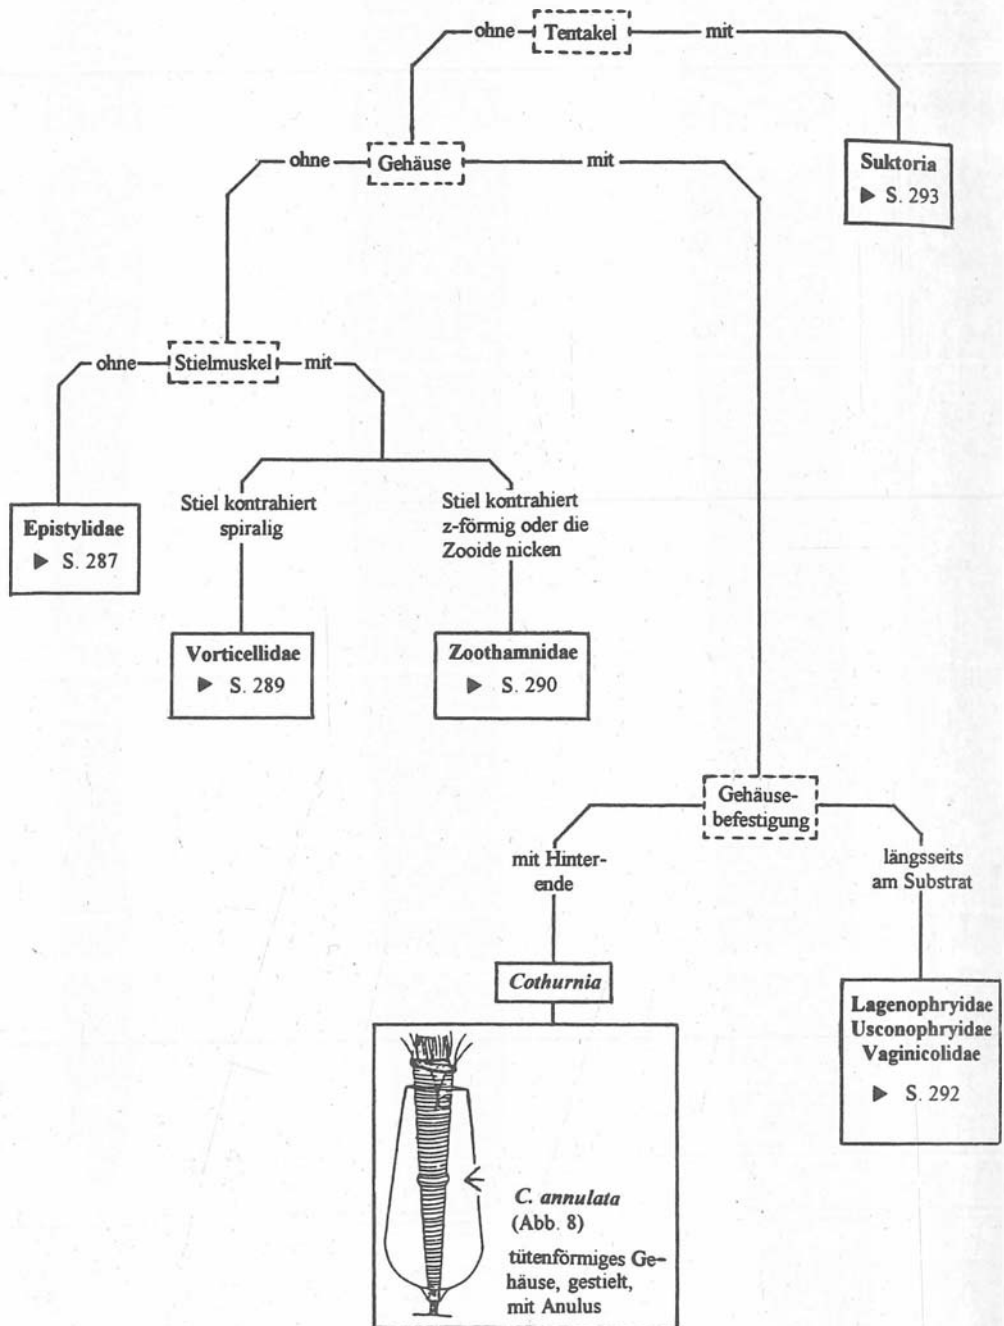 ohne Tentakel mit
ohne Gehäuse mit
Suktoria
▶ S. 293
ohne Stielmuskel mit
Stiel kontrahiert
spiralig
Stiel kontrahiert
z-förmig oder die
Zooide nicken
Epistylidae
▶ S. 287
Vorticellidae
▶ S. 289
Zoothamnidae
▶ S. 290
Gehäuse-
befestigung
mit Hinter-
ende
längsseits
am Substrat
Cothurnia
Lagenophryidae
Usconophryidae
Vaginicolidae
▶ S. 292
C. annulata
(Abb. 8)
tütenförmiges Ge-
häuse, gestielt,
mit Anulus